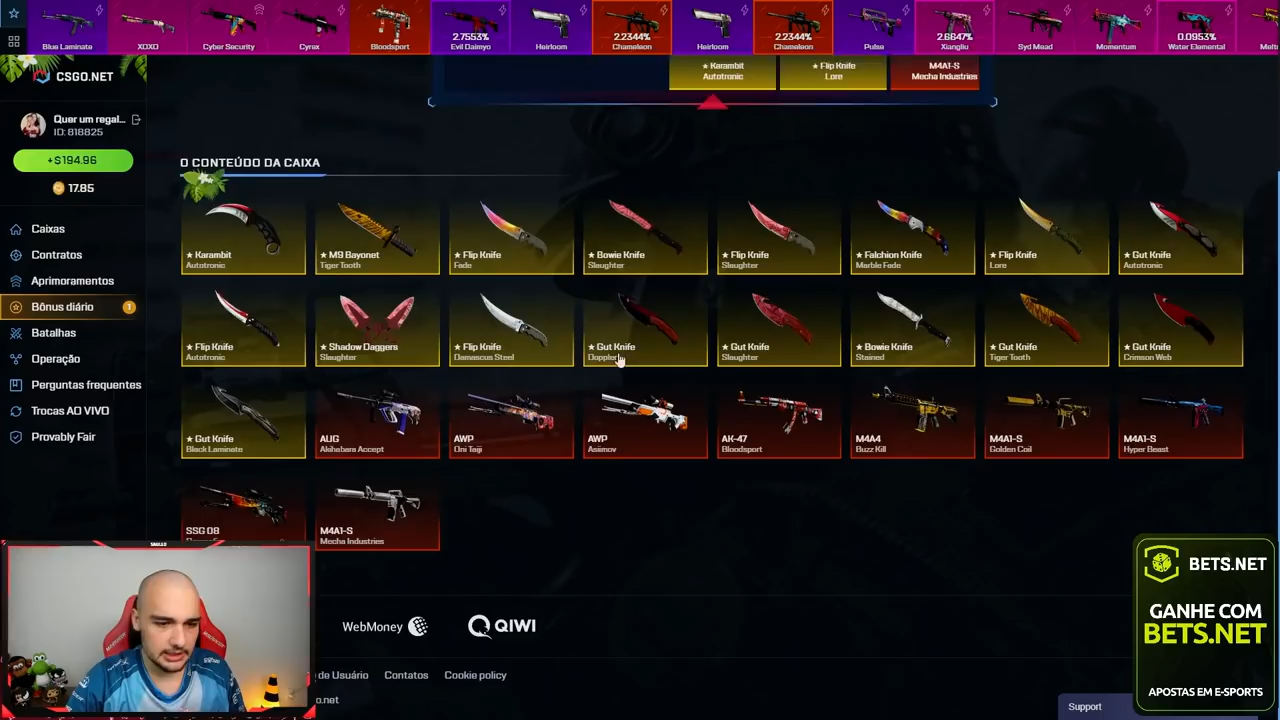 Blue Laminate
XOXO
Cyber Security
Cyrex
Bloodsport
2.7553%
Evil Daimyo
Heirloom
2.2344%
Chameleon
Heirloom
2.2344%
Chameleon
Pulse
2.6647%
Xiangliu
Syd Mead
Momentum
0.0953%
Water Elemental
CSGO.NET
Quer um regal...
ID: 818825
+$194.96
17.85
Caixas
Contratos
Aprimoramentos
Bônus diário 1
Batalhas
Operação
Perguntas frequentes
Trocas AO VIVO
Provably Fair
★ Karambit
Autotronic
★ Flip Knife
Lore
M4A1-S
Mecha Industries
O CONTEÚDO DA CAIXA
★ Karambit
Autotronic
★ M9 Bayonet
Tiger Tooth
★ Flip Knife
Fade
★ Bowie Knife
Slaughter
★ Flip Knife
Slaughter
★ Falchion Knife
Marble Fade
★ Flip Knife
Lore
★ Gut Knife
Autotronic
★ Flip Knife
Autotronic
★ Shadow Daggers
Slaughter
★ Flip Knife
Damascus Steel
★ Gut Knife
Doppler
★ Gut Knife
Slaughter
★ Bowie Knife
Stained
★ Gut Knife
Tiger Tooth
★ Gut Knife
Crimson Web
★ Gut Knife
Black Laminate
AUG
Akihabara Accept
AWP
Oni Taiji
AWP
Asiimov
AK-47
Bloodsport
M4A4
Buzz Kill
M4A1-S
Golden Coil
M4A1-S
Hyper Beast
SSG 08
M4A1-S
Mecha Industries
WebMoney
QIWI
de Usuário
Contatos
Cookie policy
o.net
BETS.NET
GANHE COM
BETS.NET
APOSTAS EM E-SPORTS
Support